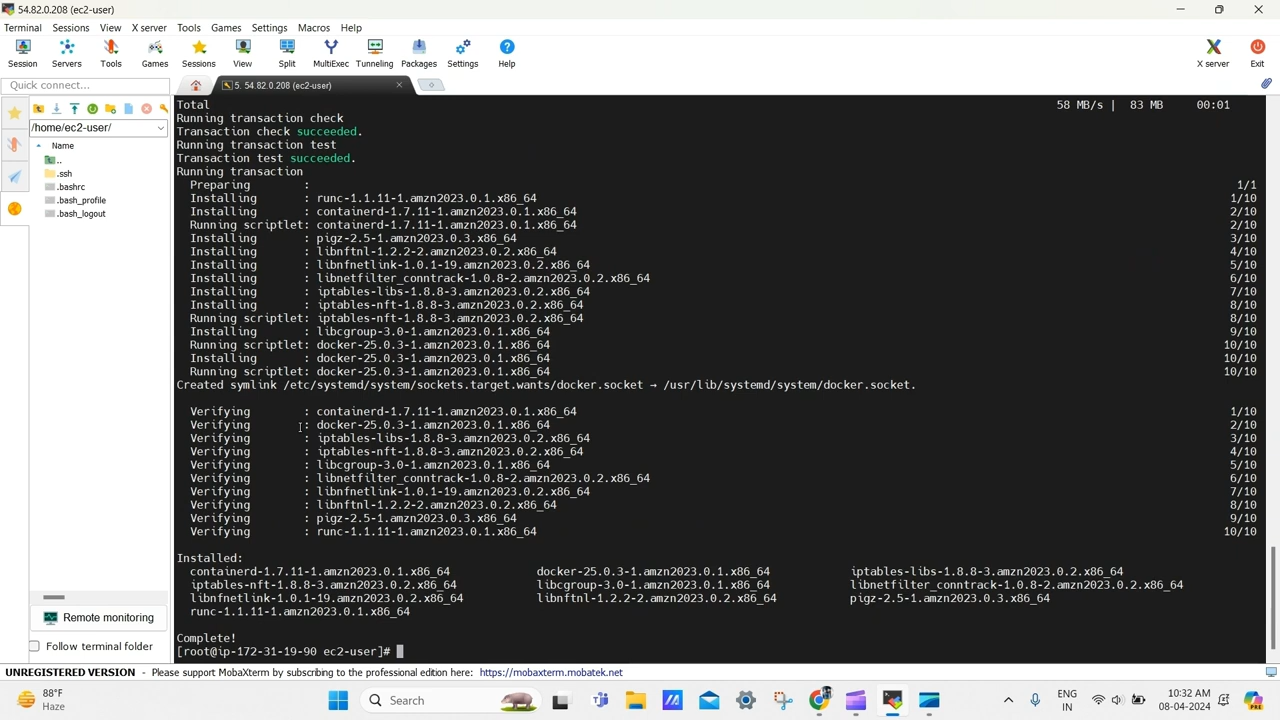 54.82.0.208 (ec2-user)
Terminal Sessions View X server Tools Games Settings Macros Help
Session Servers Tools Games Sessions View Split MultiExec Tunneling Packages Settings Help X server Exit
Quick connect...
5. 54.82.0.208 (ec2-user)
/home/ec2-user/
Name
..
.ssh
.bashrc
.bash_profile
.bash_logout
Remote monitoring
Follow terminal folder
Total 58 MB/s | 83 MB 00:01
Running transaction check
Transaction check succeeded.
Running transaction test
Transaction test succeeded.
Running transaction
Preparing : 1/1
Installing : runc-1.1.11-1.amzn2023.0.1.x86_64 1/10
Installing : containerd-1.7.11-1.amzn2023.0.1.x86_64 2/10
Running scriptlet: containerd-1.7.11-1.amzn2023.0.1.x86_64 2/10
Installing : pigz-2.5-1.amzn2023.0.3.x86_64 3/10
Installing : libnftnl-1.2.2-2.amzn2023.0.2.x86_64 4/10
Installing : libnfnetlink-1.0.1-19.amzn2023.0.2.x86_64 5/10
Installing : libnetfilter_conntrack-1.0.8-2.amzn2023.0.2.x86_64 6/10
Installing : iptables-libs-1.8.8-3.amzn2023.0.2.x86_64 7/10
Installing : iptables-nft-1.8.8-3.amzn2023.0.2.x86_64 8/10
Running scriptlet: iptables-nft-1.8.8-3.amzn2023.0.2.x86_64 8/10
Installing : libcgroup-3.0-1.amzn2023.0.1.x86_64 9/10
Running scriptlet: docker-25.0.3-1.amzn2023.0.1.x86_64 10/10
Installing : docker-25.0.3-1.amzn2023.0.1.x86_64 10/10
Running scriptlet: docker-25.0.3-1.amzn2023.0.1.x86_64 10/10
Created symlink /etc/systemd/system/sockets.target.wants/docker.socket → /usr/lib/systemd/system/docker.socket.
Verifying : containerd-1.7.11-1.amzn2023.0.1.x86_64 1/10
Verifying : docker-25.0.3-1.amzn2023.0.1.x86_64 2/10
Verifying : iptables-libs-1.8.8-3.amzn2023.0.2.x86_64 3/10
Verifying : iptables-nft-1.8.8-3.amzn2023.0.2.x86_64 4/10
Verifying : libcgroup-3.0-1.amzn2023.0.1.x86_64 5/10
Verifying : libnetfilter_conntrack-1.0.8-2.amzn2023.0.2.x86_64 6/10
Verifying : libnfnetlink-1.0.1-19.amzn2023.0.2.x86_64 7/10
Verifying : libnftnl-1.2.2-2.amzn2023.0.2.x86_64 8/10
Verifying : pigz-2.5-1.amzn2023.0.3.x86_64 9/10
Verifying : runc-1.1.11-1.amzn2023.0.1.x86_64 10/10
Installed:
containerd-1.7.11-1.amzn2023.0.1.x86_64 docker-25.0.3-1.amzn2023.0.1.x86_64 iptables-libs-1.8.8-3.amzn2023.0.2.x86_64
iptables-nft-1.8.8-3.amzn2023.0.2.x86_64 libcgroup-3.0-1.amzn2023.0.1.x86_64 libnetfilter_conntrack-1.0.8-2.amzn2023.0.2.x86_64
libnfnetlink-1.0.1-19.amzn2023.0.2.x86_64 libnftnl-1.2.2-2.amzn2023.0.2.x86_64 pigz-2.5-1.amzn2023.0.3.x86_64
runc-1.1.11-1.amzn2023.0.1.x86_64
Complete!
[root@ip-172-31-19-90 ec2-user]#
UNREGISTERED VERSION - Please support MobaXterm by subscribing to the professional edition here: https://mobaxterm.mobatek.net
88°F
Haze
Search
ENG
IN
10:32 AM
08-04-2024